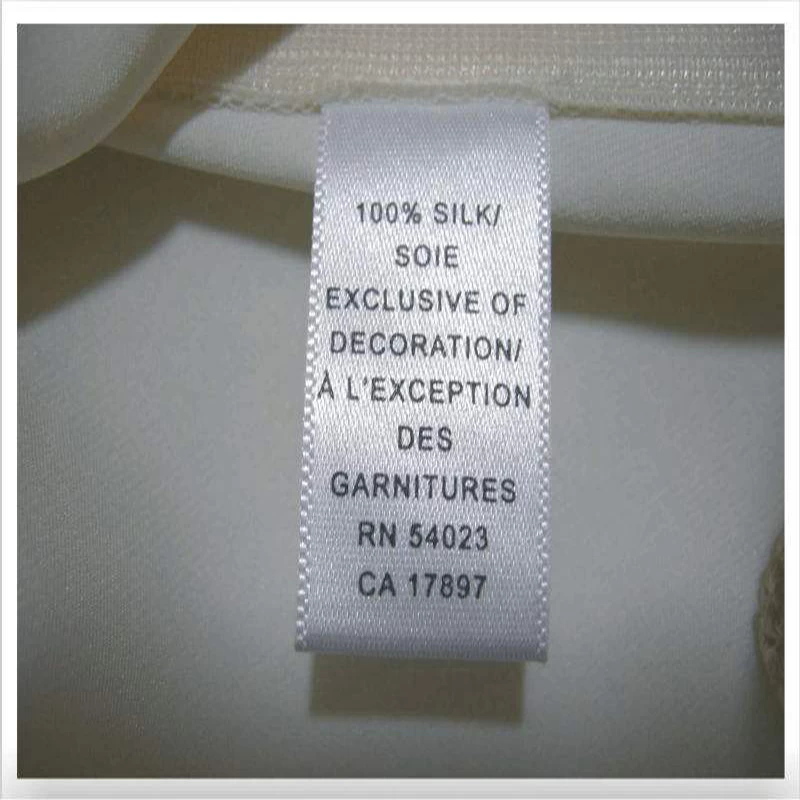 100% SILK/
SOIE
EXCLUSIVE OF
DECORATION/
À L'EXCEPTION
DES
GARNITURES
RN 54023
CA 17897